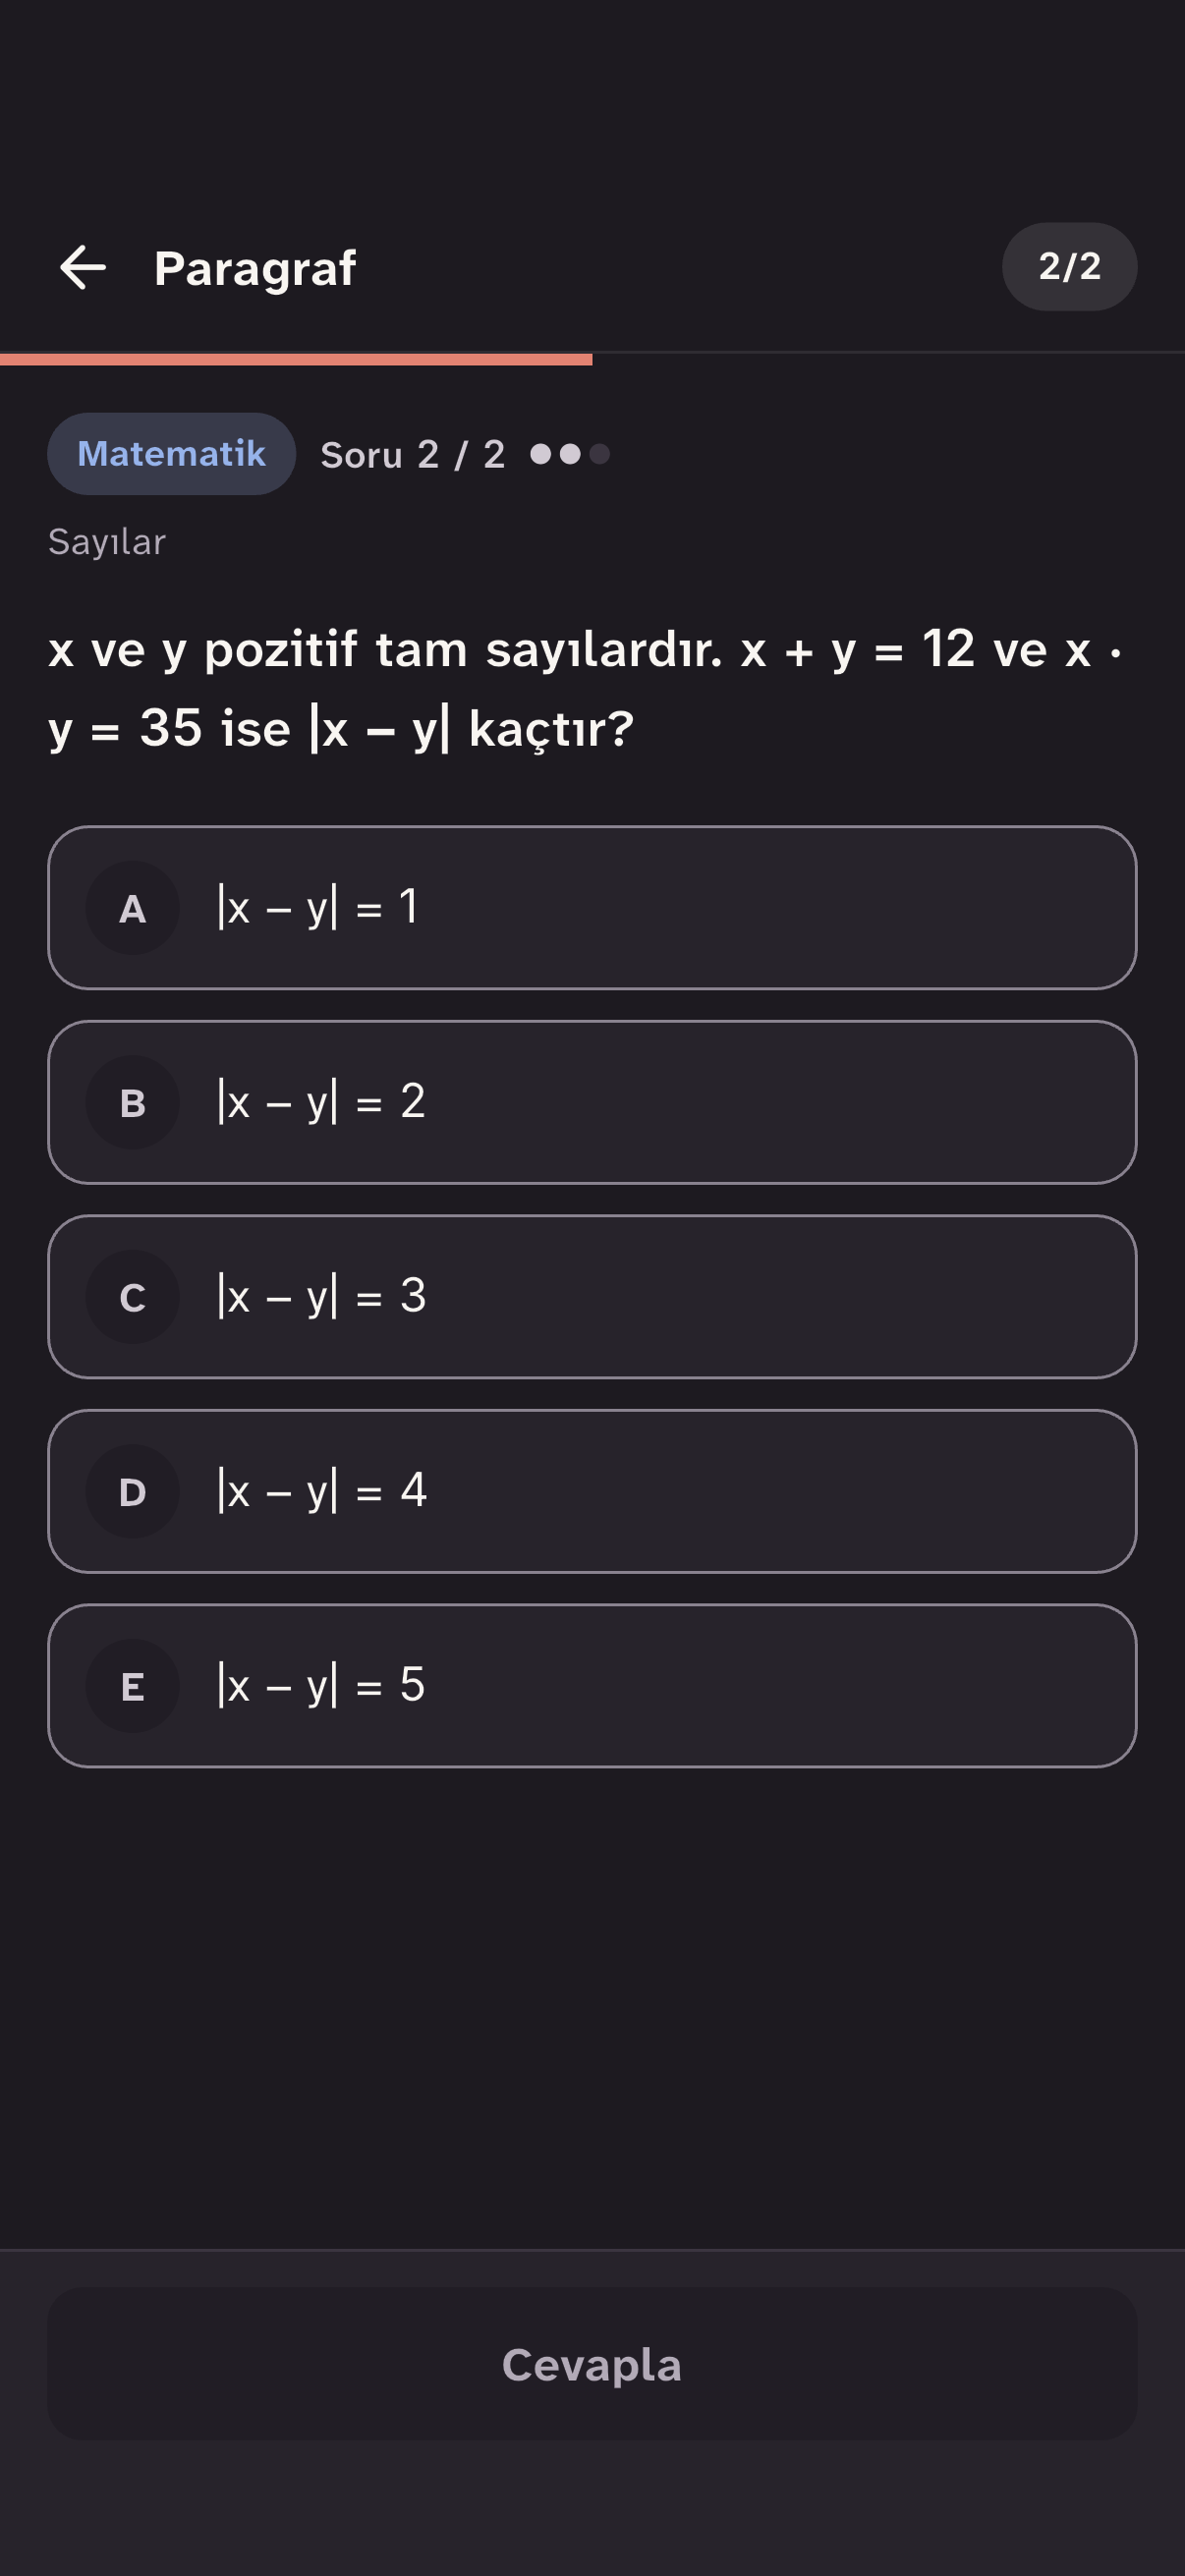 Paragraf
2/2
Matematik Soru 2 / 2
Sayılar
x ve y pozitif tam sayılardır. x + y = 12 ve x ·
y = 35 ise |x – y| kaçtır?
A |x – y| = 1
B |x – y| = 2
C |x – y| = 3
D |x – y| = 4
E |x – y| = 5
Cevapla